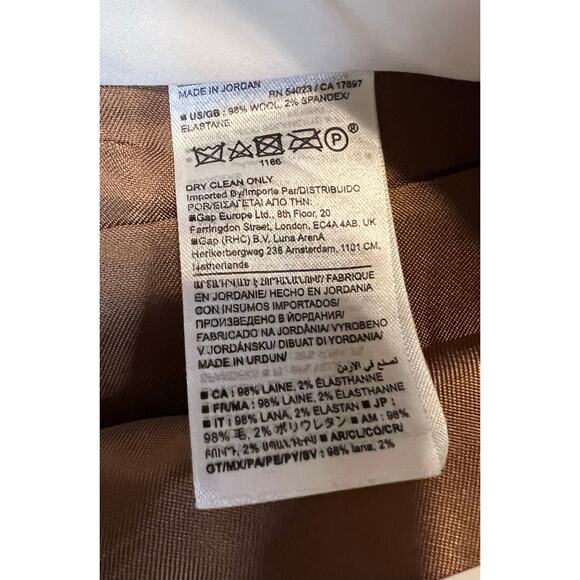 MADE IN JORDAN RN 54023 / CA 17897
■ US/GB : 98% WOOL, 2% SPANDEX/
ELASTANE
P
1166
DRY CLEAN ONLY
Imported By/Importe Par/DISTRIBUIDO
POR/ΕΙΣΑΓΕΤΑΙ ΑΠΟ ΤΗΝ:
■Gap Europe Ltd., 8th Floor, 20
Farringdon Street, London, EC4A 4AB, UK
■Gap (RHC) B.V. Luna ArenA
Herikerbergweg 238 Amsterdam, 1101 CM,
Netherlands
FABRIQUE
EN JORDANIE/ HECHO EN JORDANIA
CON INSUMOS IMPORTADOS/
ПРОИЗВЕДЕНО В ЙОРДАНИИ/
FABRICADO NA JORDÂNIA/ VYROBENO
V JORDÁNSKU/ DIBUAT DI YORDANIA/
MADE IN URDUN/
صنع في الاردن
■ CA : 98% LAINE, 2% ÉLASTHANNE
■ FR/MA : 98% LAINE, 2% ÉLASTHANNE
■ IT : 98% LANA, 2% ELASTAN ■ JP :
98% 毛, 2% ポリウレタン ■ AM : 98%
2% ■ AR/CL/CO/CR/
GT/MX/PA/PE/PY/SV : 98% lana, 2%